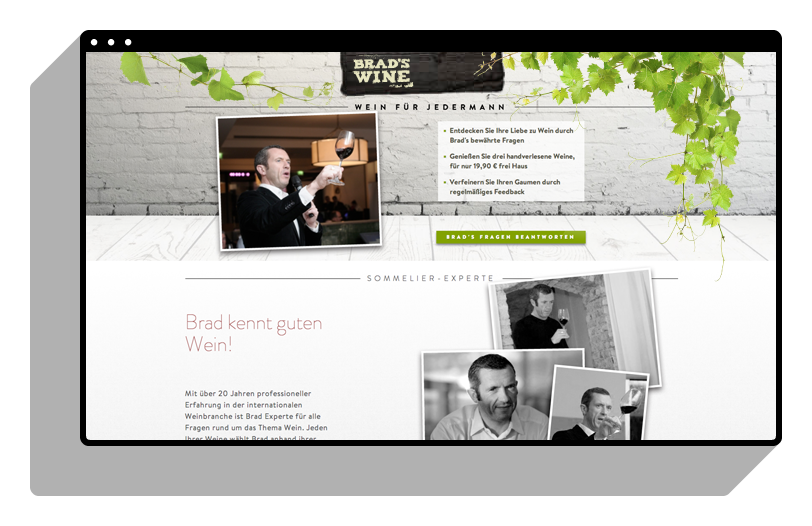 BRAD'S
WINE
WEIN FÜR JEDERMANN
Entdecken Sie Ihre Liebe zu Wein durch
Brad's bewährte Fragen
Genießen Sie drei handverlesene Weine,
für nur 19,90 € frei Haus
Verfeinern Sie Ihren Gaumen durch
regelmäßiges Feedback
BRAD'S FRAGEN BEANTWORTEN
SOMMELIER-EXPERTE
Brad kennt guten
Wein!
Mit über 20 Jahren professioneller
Erfahrung in der internationalen
Weinbranche ist Brad Experte für alle
Fragen rund um das Thema Wein. Jeden
Ihrer Weine wählt Brad anhand ihrer